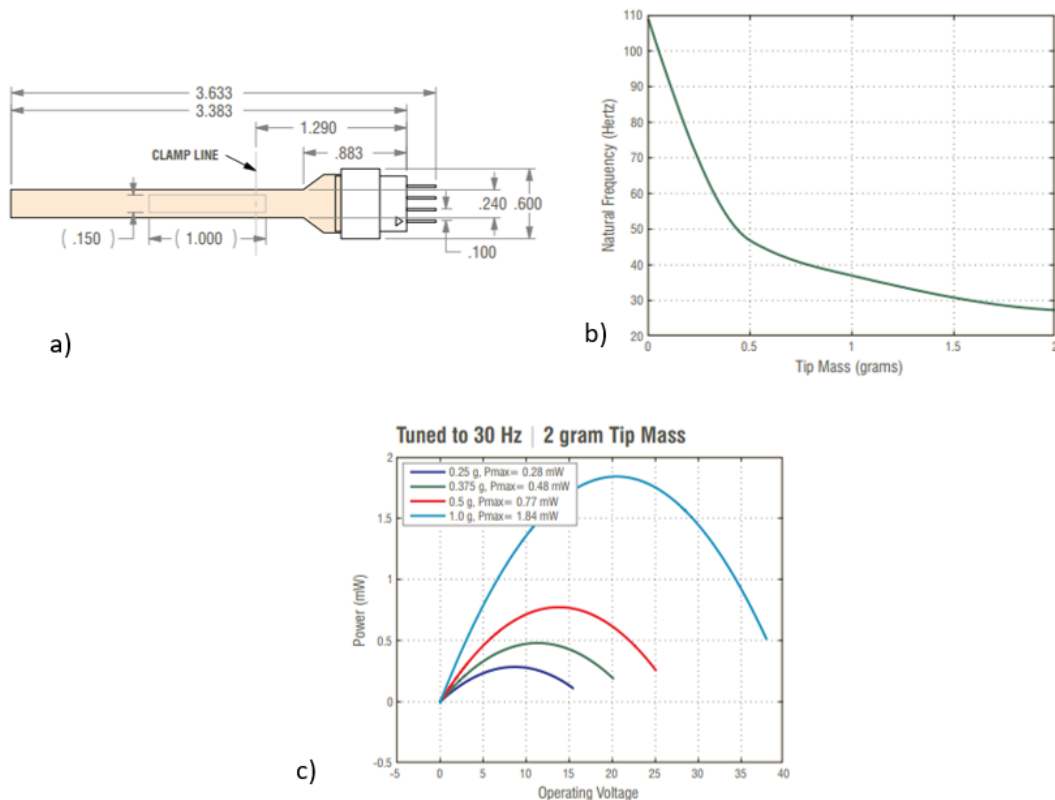 3.633
3.383
1.290
CLAMP LINE
.883
.240 .600
( .150 ) ( 1.000 )
.100
a)
110
100
90
80
70
60
50
40
30
20
Natural Frequency (Hertz)
0 0.5 1 1.5 2
Tip Mass (grams)
b)
Tuned to 30 Hz | 2 gram Tip Mass
0.25 g, Pmax= 0.28 mW
0.375 g, Pmax= 0.48 mW
0.5 g, Pmax= 0.77 mW
1.0 g, Pmax= 1.84 mW
2
1.5
1
0.5
0
-0.5
Power (mW)
-5 0 5 10 15 20 25 30 35 40
Operating Voltage
c)